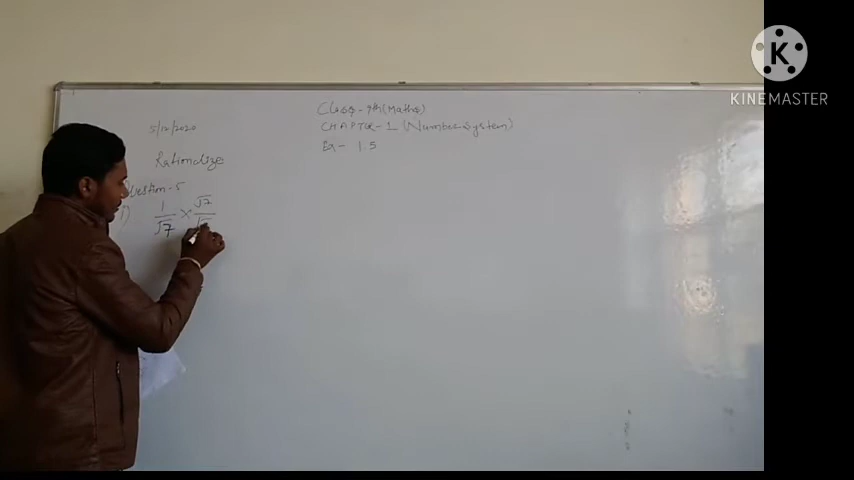 Class-9th(Maths)
CHAPTER-1 (Number System)
Ex- 1.5
5/12/2020
Rationalize
Question-5
1) 1/√7 × √7/√
K
KINEMASTER